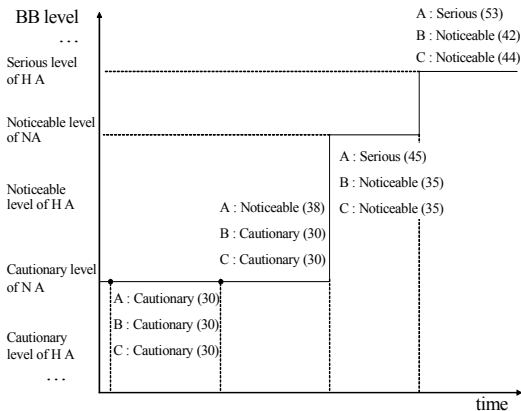 BB level
...
Serious level
of H A
Noticeable level
of NA
Noticeable
level of H A
Cautionary level
of N A
Cautionary
level of H A
...
A : Serious (53)
B : Noticeable (42)
C : Noticeable (44)
A : Serious (45)
B : Noticeable (35)
C : Noticeable (35)
A : Noticeable (38)
B : Cautionary (30)
C : Cautionary (30)
A : Cautionary (30)
B : Cautionary (30)
C : Cautionary (30)
time